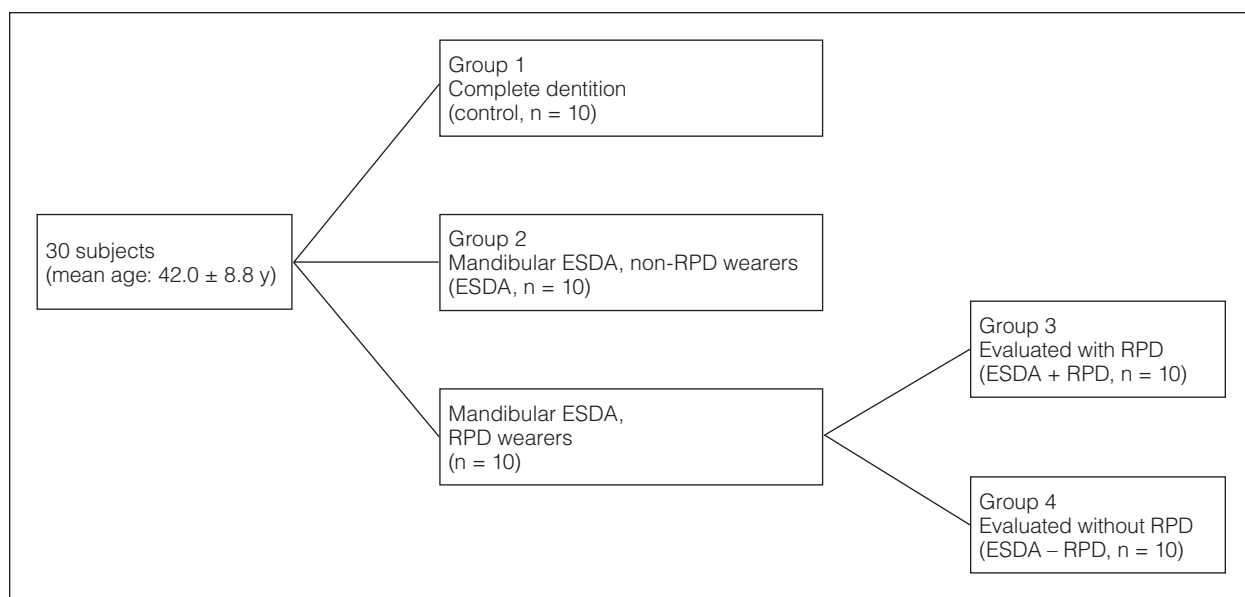 30 subjects
(mean age: 42.0 ± 8.8 y)
Group 1
Complete dentition
(control, n = 10)
Group 2
Mandibular ESDA, non-RPD wearers
(ESDA, n = 10)
Mandibular ESDA,
RPD wearers
(n = 10)
Group 3
Evaluated with RPD
(ESDA + RPD, n = 10)
Group 4
Evaluated without RPD
(ESDA – RPD, n = 10)